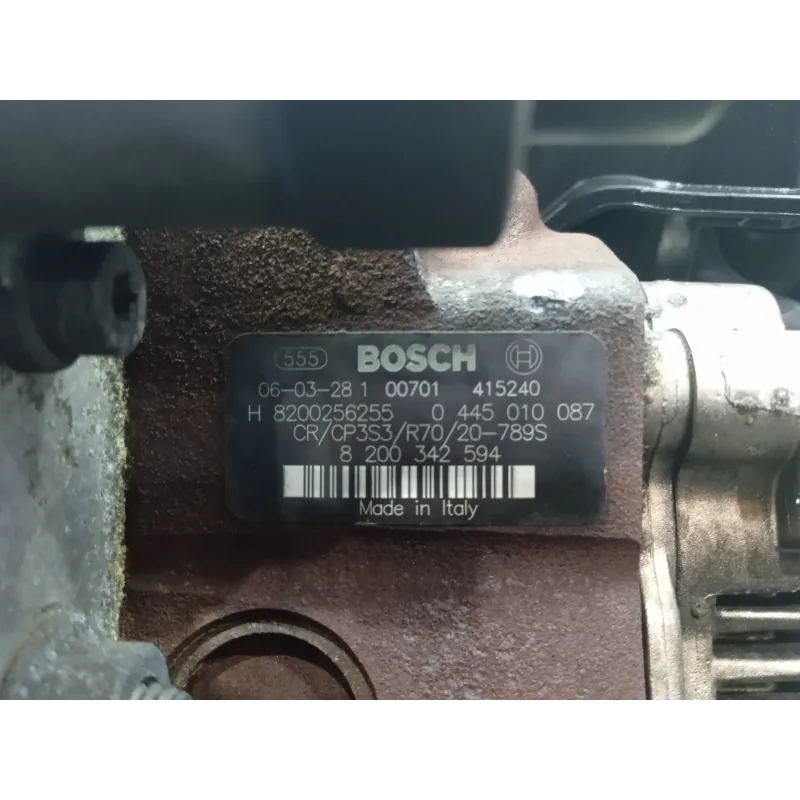 555 BOSCH
06-03-28 1 00701 415240
H 8200256255 0 445 010 087
CR/CP3S3/R70/20-789S
8 200 342 594
Made in Italy